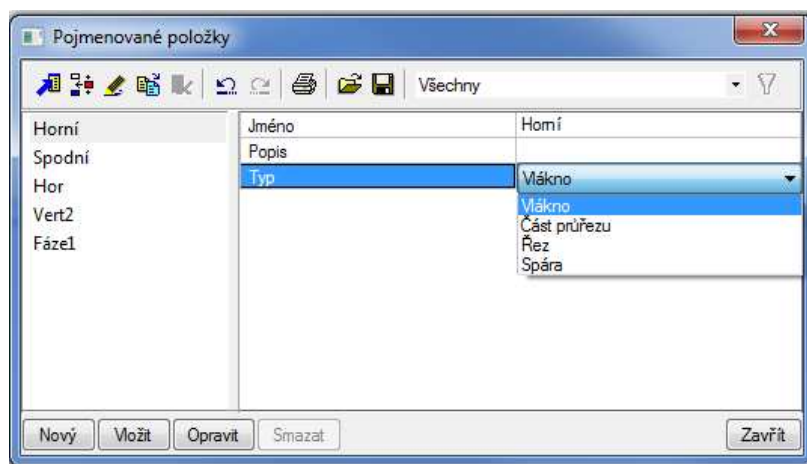 Pojmenované položky
Všechny
Horní
Spodní
Hor
Vert2
Fáze1
Jméno Horní
Popis
Typ Vlákno
Vlákno
Část průřezu
Řez
Spára
Nový Vložit Opravit Smazat Zavřít